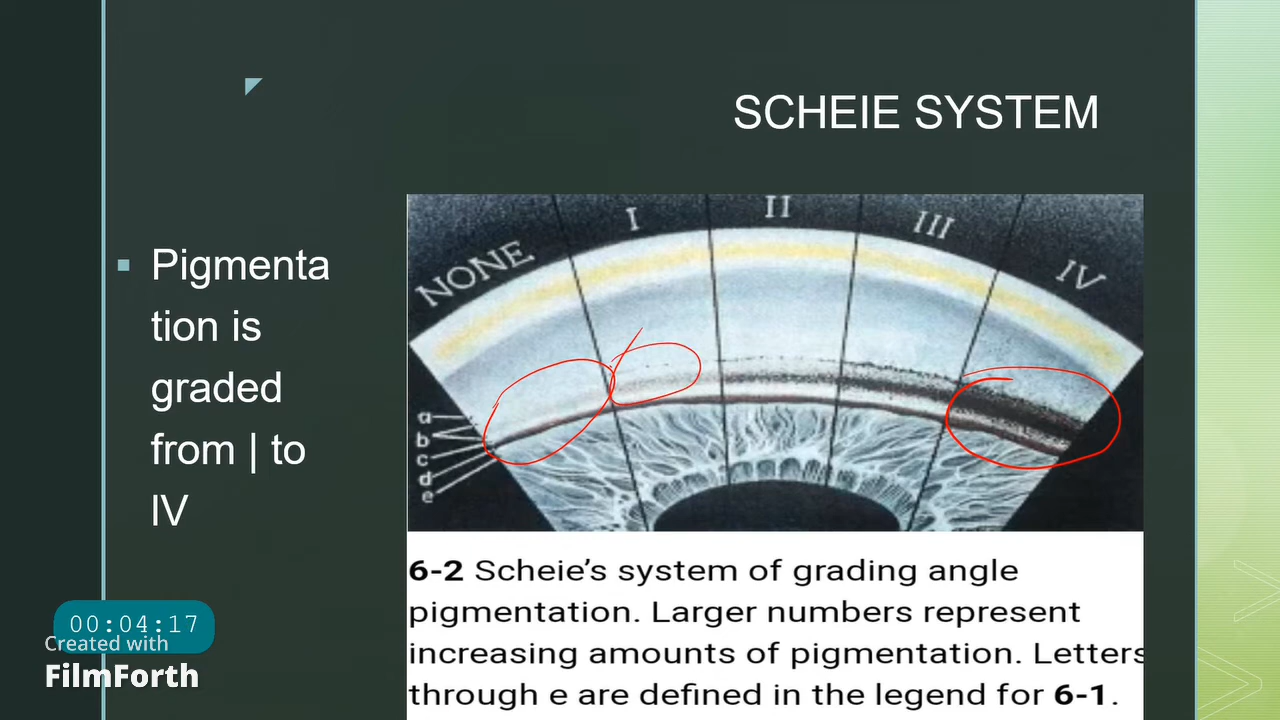 SCHEIE SYSTEM
▪ Pigmenta
tion is
graded
from | to
IV
NONE
I
II
III
IV
a
b
c
d
e
6-2 Scheie's system of grading angle
pigmentation. Larger numbers represent
increasing amounts of pigmentation. Letters
through e are defined in the legend for 6-1.
00:04:17
Created with
FilmForth